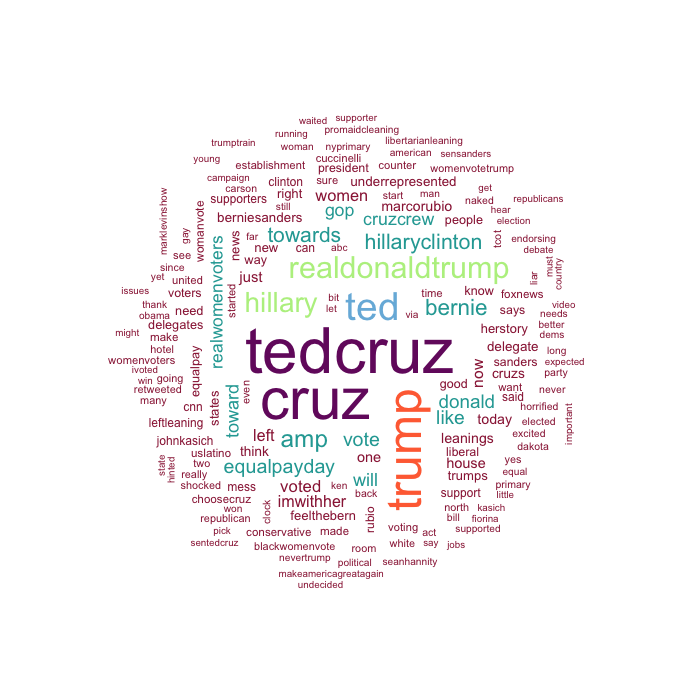 waited
supporter
running
promaidcleaning
trumptrain
woman
nyprimary
libertarianleaning
young
establishment
cuccinelli
american
sensanders
president
counter
womenvotetrump
campaign
clinton
sure
underrepresented
get
carson
right
women
start
man
naked
republicans
supporters
still
marcorubio
hear
marklevinshow
womanvote
berniesanders
gop
cruzcrew
people
election
gay
news
far
towards
hillaryclinton
tcot
endorsing
see
new
can
abc
debate
since
way
realdonaldtrump
must
country
yet
united
realwomenvoters
just
know
foxnews
liar
issues
voters
started
hillary
bit
ted
time
bernie
says
video
thank
need
let
via
needs
obama
delegates
herstory
better
might
make
tedcruz
delegate
dems
hotel
now
long
womenvoters
sanders
expected
ivoted
cruzs
party
win
going
equalpay
even
cruz
trump
good
want
never
retweeted
states
toward
donald
said
horrified
many
cnn
like
today
elected
important
leftleaning
left
amp
vote
leanings
excited
johnkasich
uslatino
think
one
liberal
yes
dakota
state
hinted
two
equalpayday
house
equal
really
will
trumps
primary
shocked
mess
voted
ken
support
little
choosecruz
imwithher
back
north
kasich
won
clock
feelthebern
rubio
bill
fiorina
republican
made
voting
act
supported
pick
conservative
sentedcruz
blackwomenvote
room
white
say
jobs
nevertrump
political
seanhannity
makeamericagreatagain
undecided